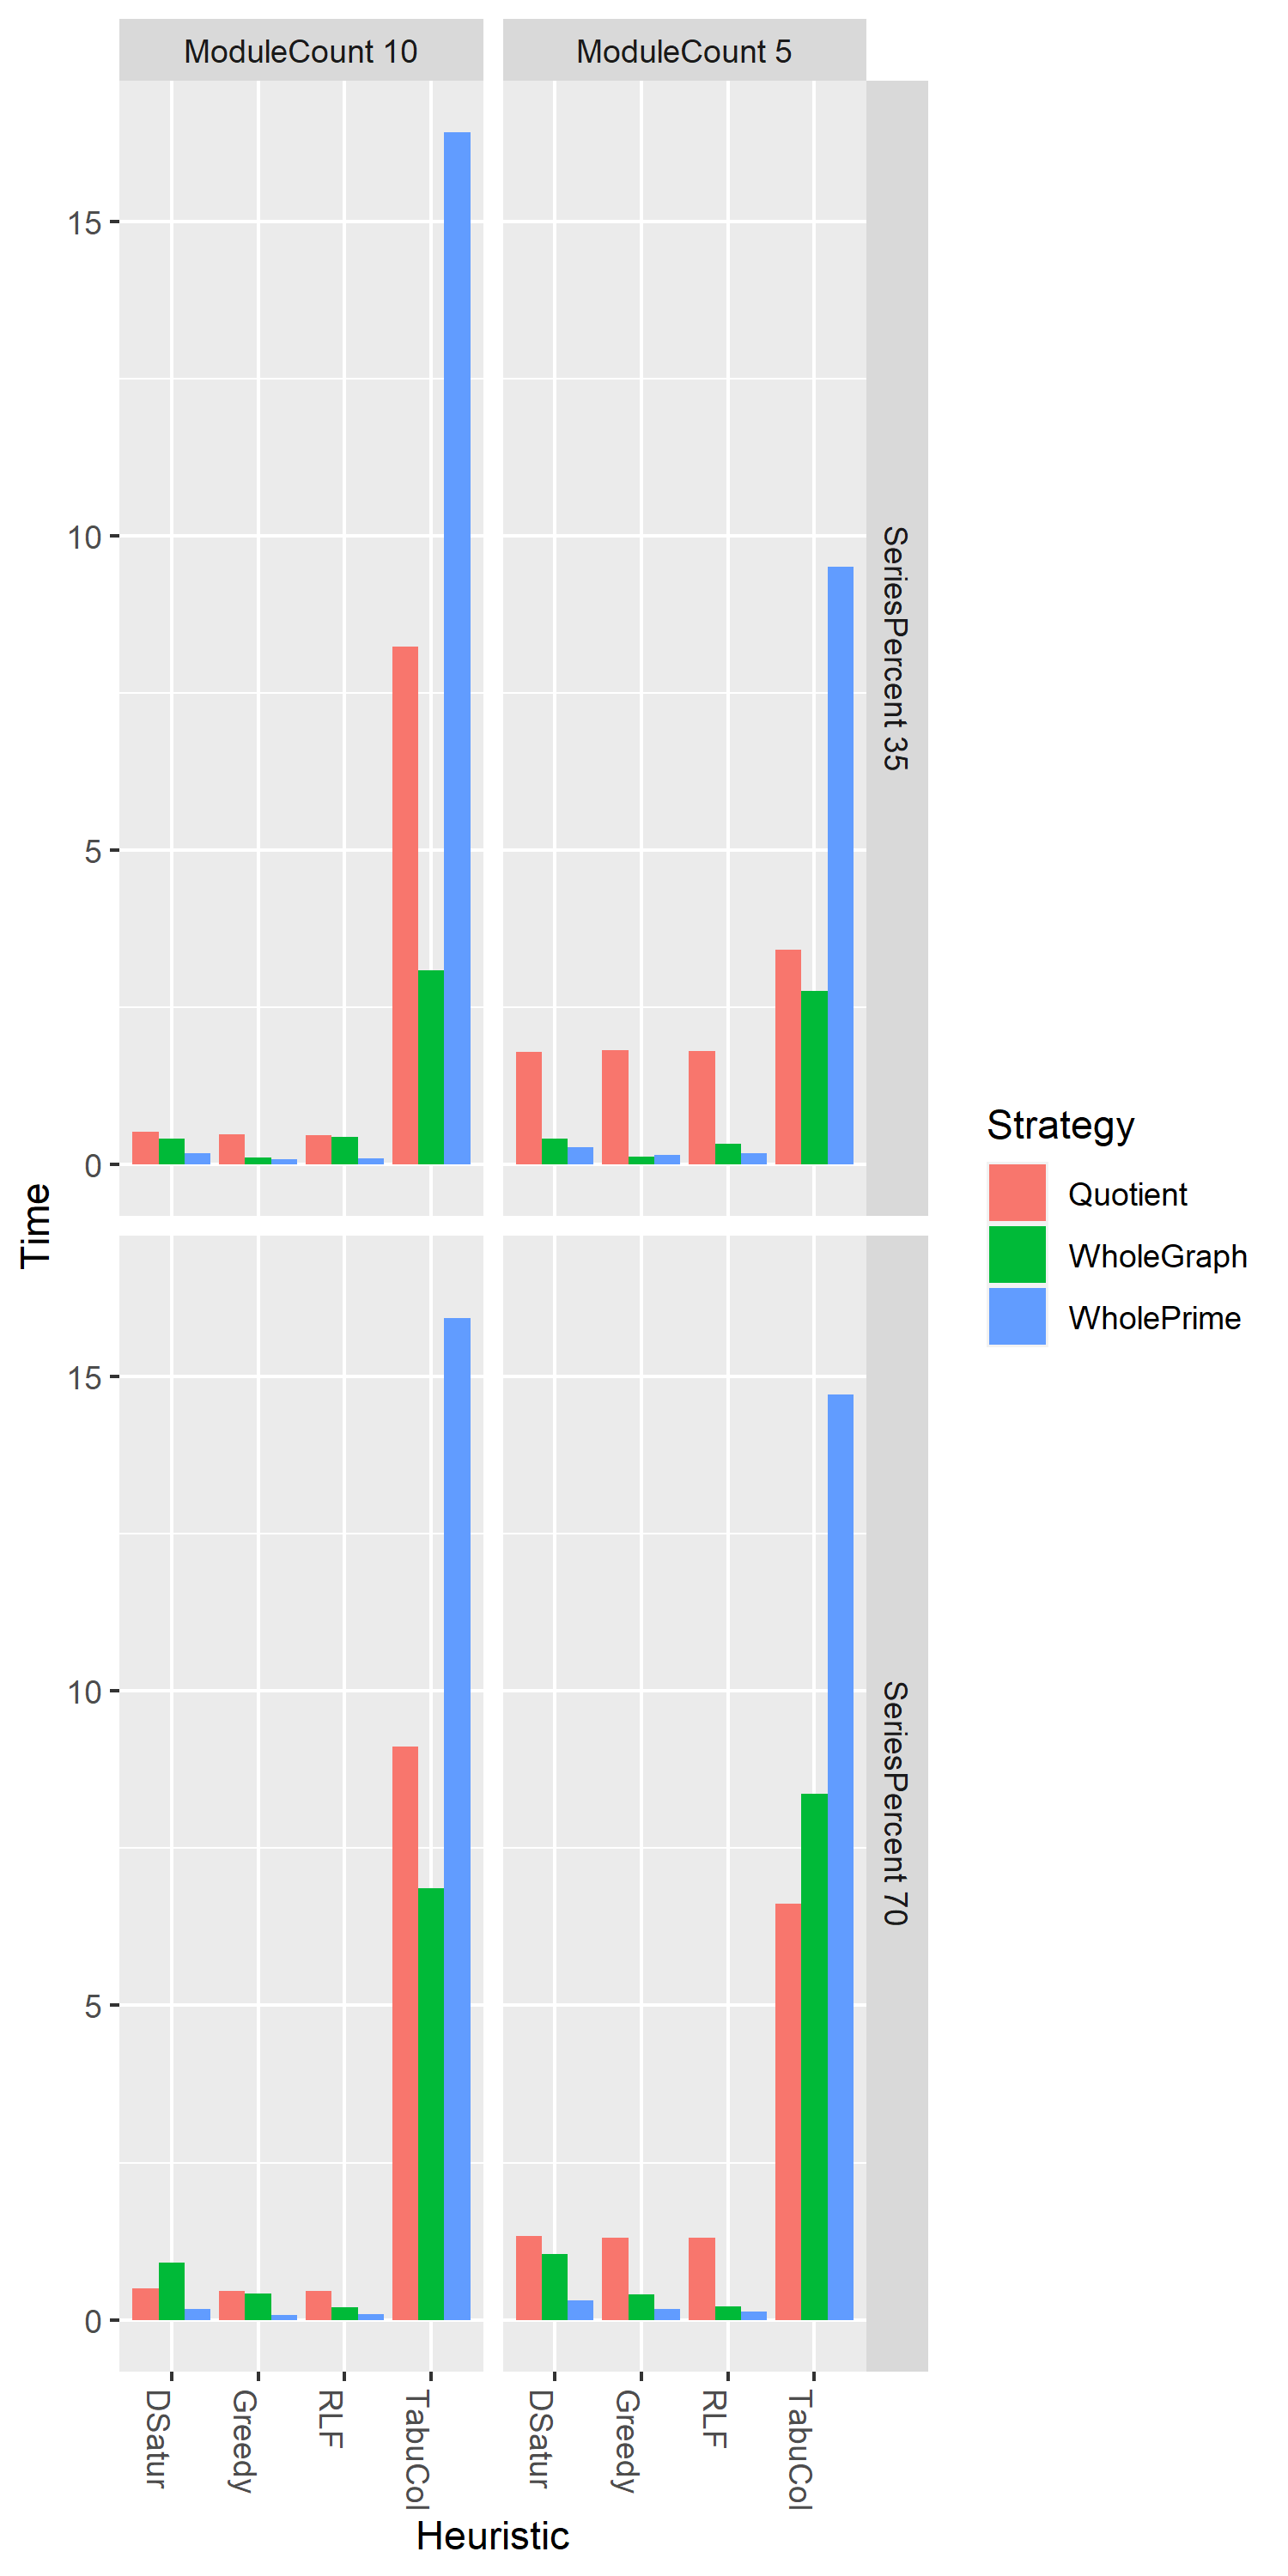 ModuleCount 10
ModuleCount 5
15
10
5
0
SeriesPercent 35
Time
15
10
5
0
SeriesPercent 70
DSatur
Greedy
RLF
TabuCol
DSatur
Greedy
RLF
TabuCol
Heuristic
Strategy
Quotient
WholeGraph
WholePrime